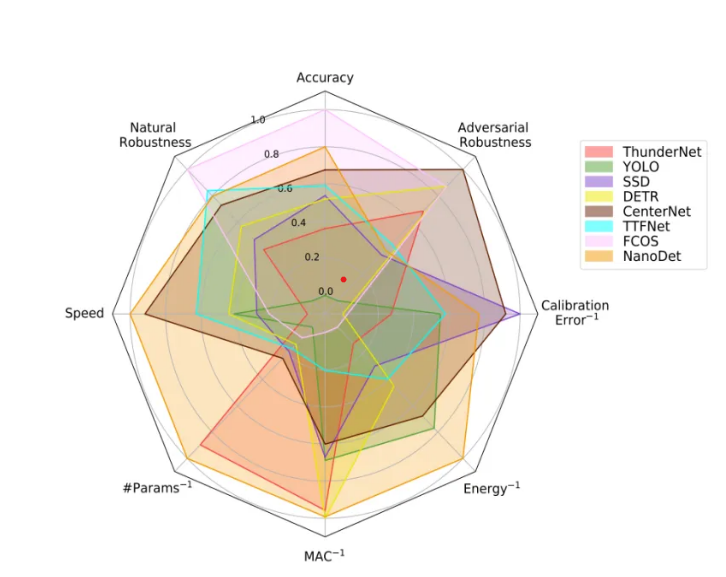 Accuracy
Natural
Robustness
Adversarial
Robustness
1.0
0.8
0.6
0.4
0.2
0.0
Speed
Calibration
Error⁻¹
#Params⁻¹
Energy⁻¹
MAC⁻¹
ThunderNet
YOLO
SSD
DETR
CenterNet
TTFNet
FCOS
NanoDet